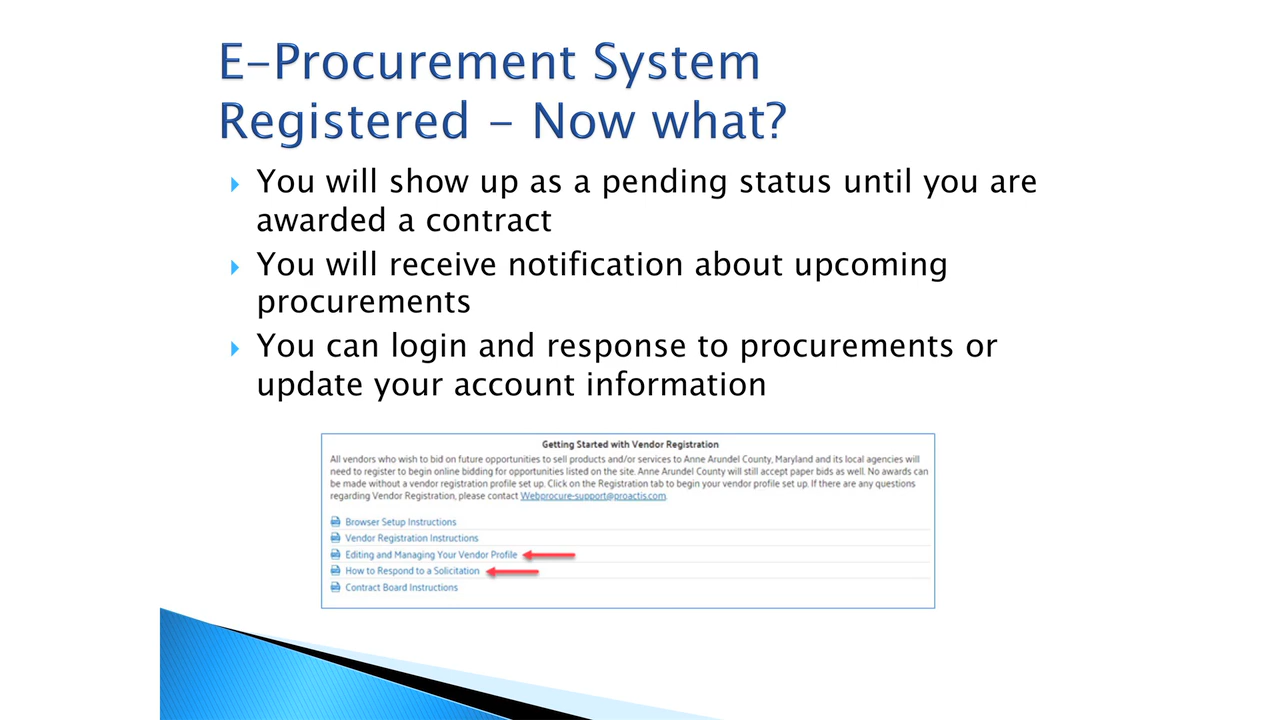 E-Procurement System
Registered - Now what?
You will show up as a pending status until you are
awarded a contract
You will receive notification about upcoming
procurements
You can login and response to procurements or
update your account information
Getting Started with Vendor Registration
All vendors who wish to bid on future opportunities to sell products and/or services to Anne Arundel County, Maryland and its local agencies will
need to register to begin online bidding for opportunities listed on the site. Anne Arundel County will still accept paper bids as well. No awards can
be made without a vendor registration profile set up. Click on the Registration tab to begin your vendor profile set up. If there are any questions
regarding Vendor Registration, please contact Webprocure-support@proactis.com.
Browser Setup Instructions
Vendor Registration Instructions
Editing and Managing Your Vendor Profile
How to Respond to a Solicitation
Contract Board Instructions